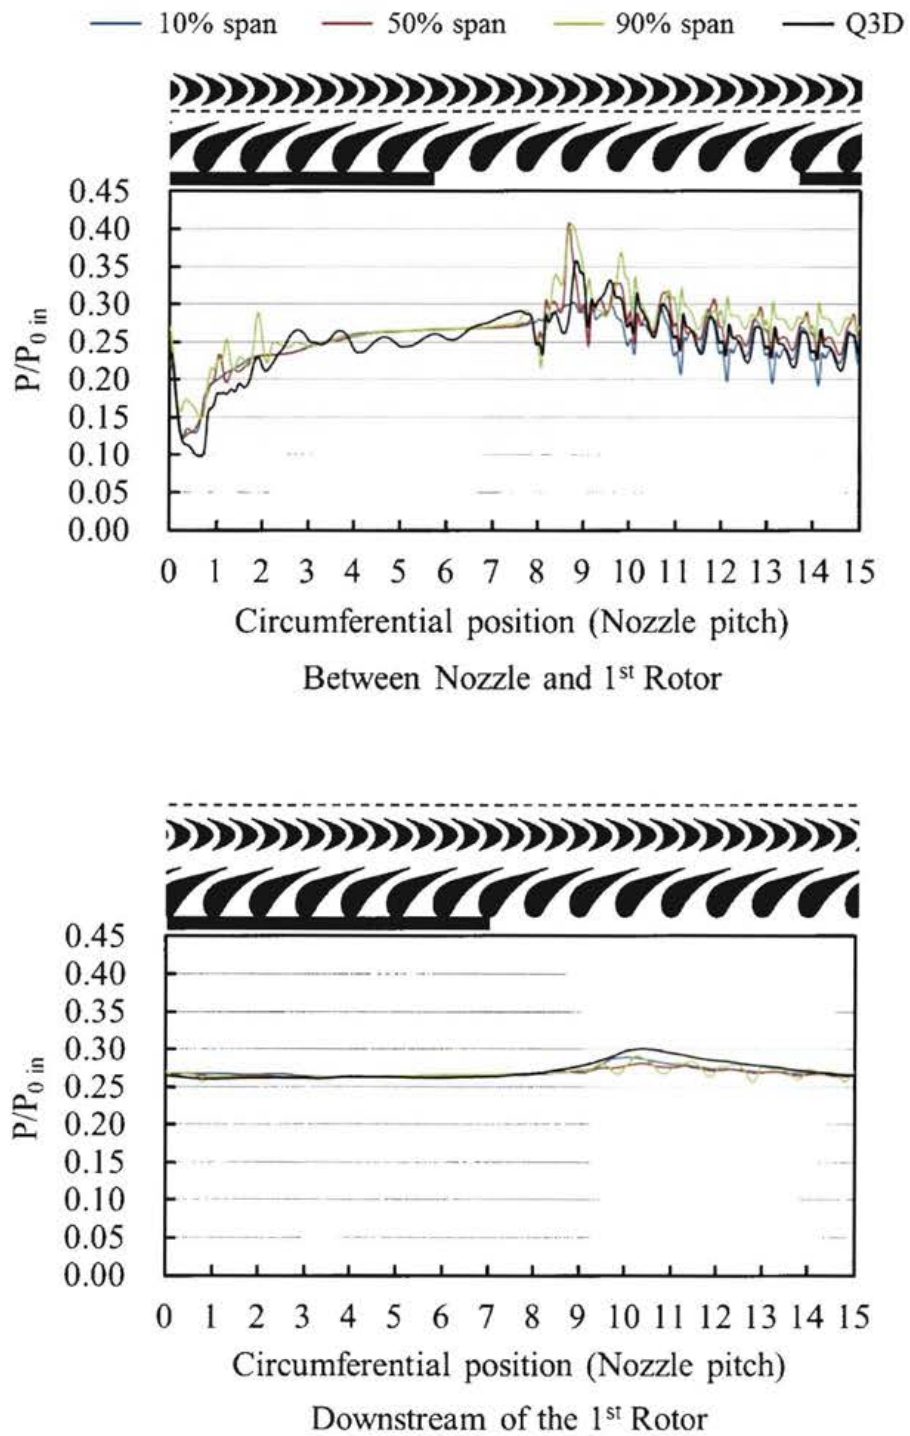 10% span 50% span 90% span Q3D
0.45
0.40
0.35
0.30
0.25
0.20
0.15
0.10
0.05
0.00
P/P0 in
0 1 2 3 4 5 6 7 8 9 10 11 12 13 14 15
Circumferential position (Nozzle pitch)
Between Nozzle and 1st Rotor
0.45
0.40
0.35
0.30
0.25
0.20
0.15
0.10
0.05
0.00
P/P0 in
0 1 2 3 4 5 6 7 8 9 10 11 12 13 14 15
Circumferential position (Nozzle pitch)
Downstream of the 1st Rotor